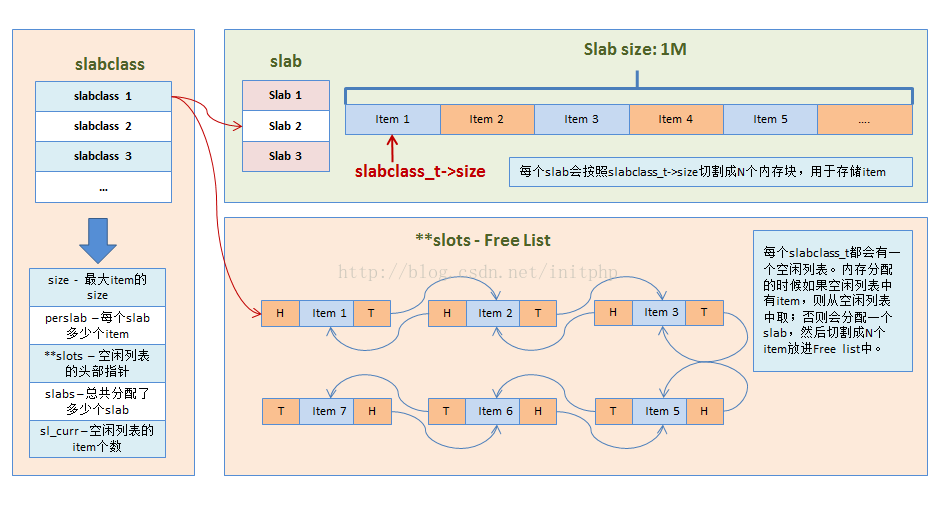 slabclass
slabclass 1
slabclass 2
slabclass 3
...
size - 最大item的
size
perslab –每个slab
多少个item
**slots – 空闲列表
的头部指针
slabs–总共分配了
多少个slab
sl_curr–空闲列表的
item个数
slab
Slab 1
Slab 2
Slab 3
Slab size: 1M
Item 1 Item 2 Item 3 Item 4 Item 5 ....
slabclass_t->size
每个slab会按照slabclass_t->size切割成N个内存块，用于存储item
**slots - Free List
http://blog.csdn.net/initphp
H Item 1 T H Item 2 T H Item 3 T
T Item 7 H T Item 6 H T Item 5 H
每个slabclass_t都会有一
个空闲列表。内存分配
的时候如果空闲列表中
有item，则从空闲列表
中取；否则会分配一个
slab，然后切割成N个
item放进Free list中。